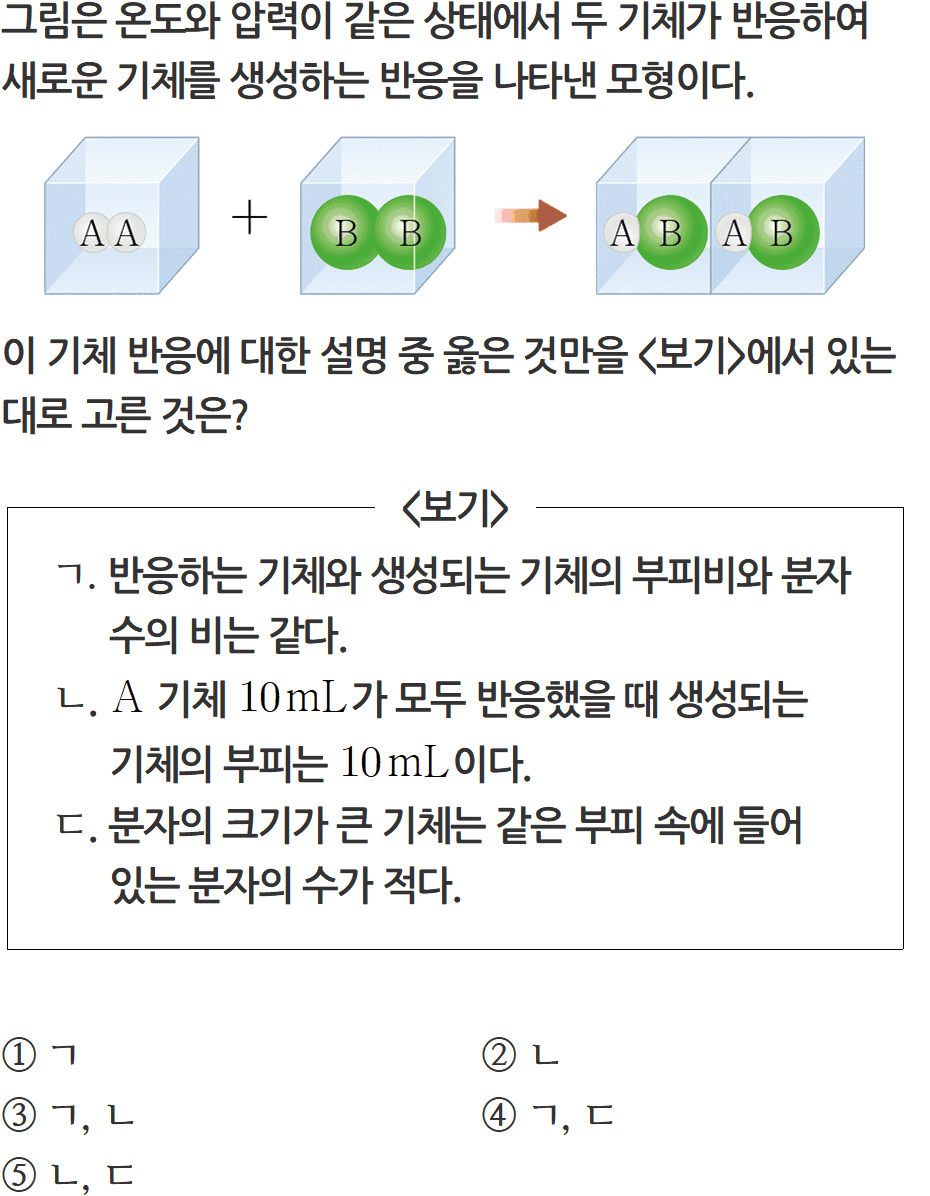 그림은 온도와 압력이 같은 상태에서 두 기체가 반응하여
새로운 기체를 생성하는 반응을 나타낸 모형이다.
A A + B B A B A B
이 기체 반응에 대한 설명 중 옳은 것만을 <보기>에서 있는
대로 고른 것은?
<보기>
ㄱ. 반응하는 기체와 생성되는 기체의 부피비와 분자
수의 비는 같다.
ㄴ. A 기체 10mL가 모두 반응했을 때 생성되는
기체의 부피는 10mL이다.
ㄷ. 분자의 크기가 큰 기체는 같은 부피 속에 들어
있는 분자의 수가 적다.
① ㄱ ② ㄴ
③ ㄱ, ㄴ ④ ㄱ, ㄷ
⑤ ㄴ, ㄷ